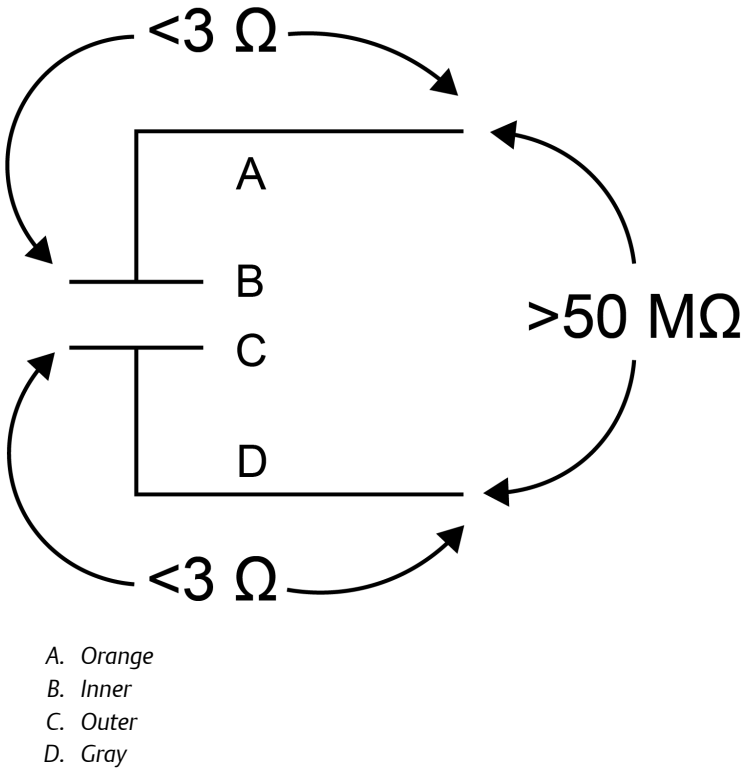 <3 Ω
A
B
>50 MΩ
C
D
<3 Ω
A. Orange
B. Inner
C. Outer
D. Gray